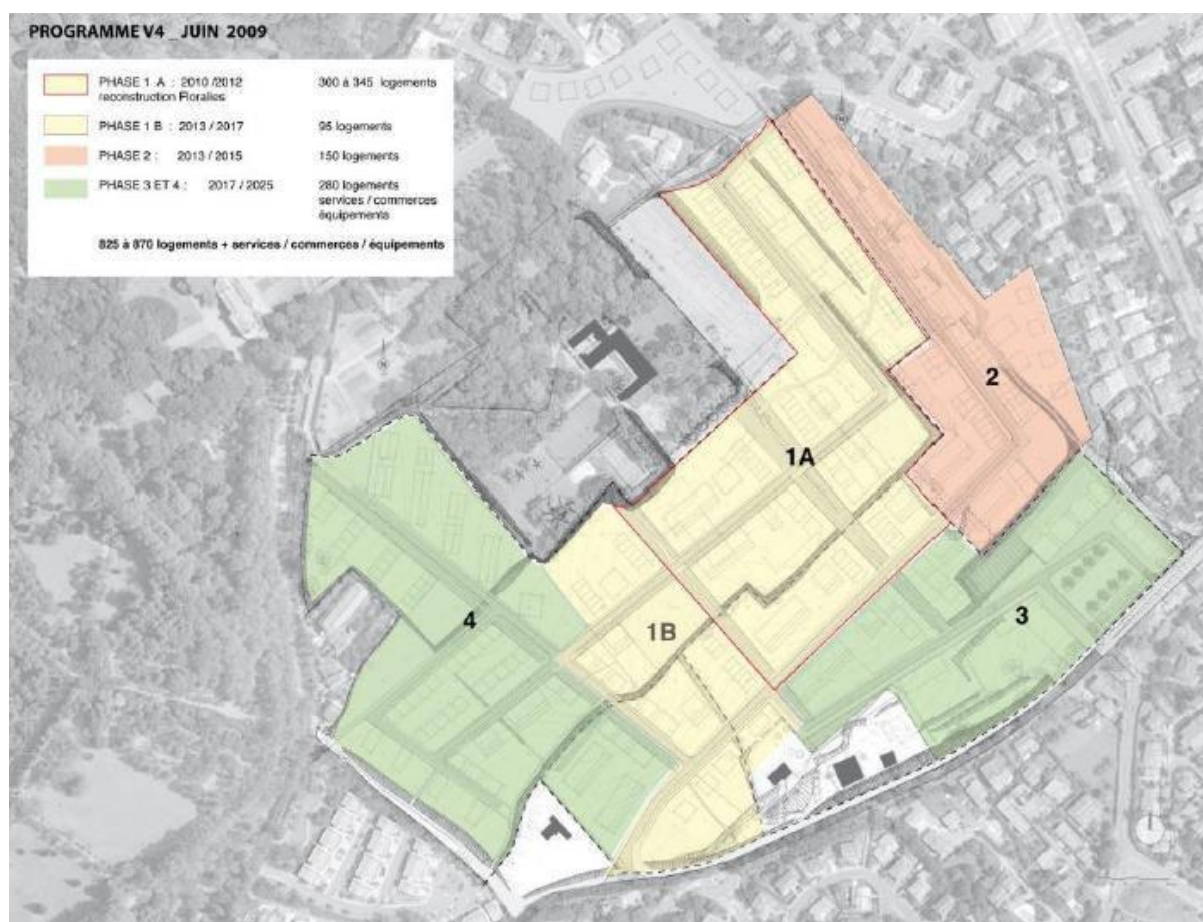 PROGRAMME V4 _ JUIN 2009
PHASE 1 A : 2010 /2012 300 à 345 logements
reconstruction Floralies
PHASE 1 B : 2013 / 2017 95 logements
PHASE 2 : 2013 / 2015 150 logements
PHASE 3 ET 4 : 2017 / 2025 280 logements
services / commerces
équipements
825 à 870 logements + services / commerces / équipements
2
1A
4
1B
3